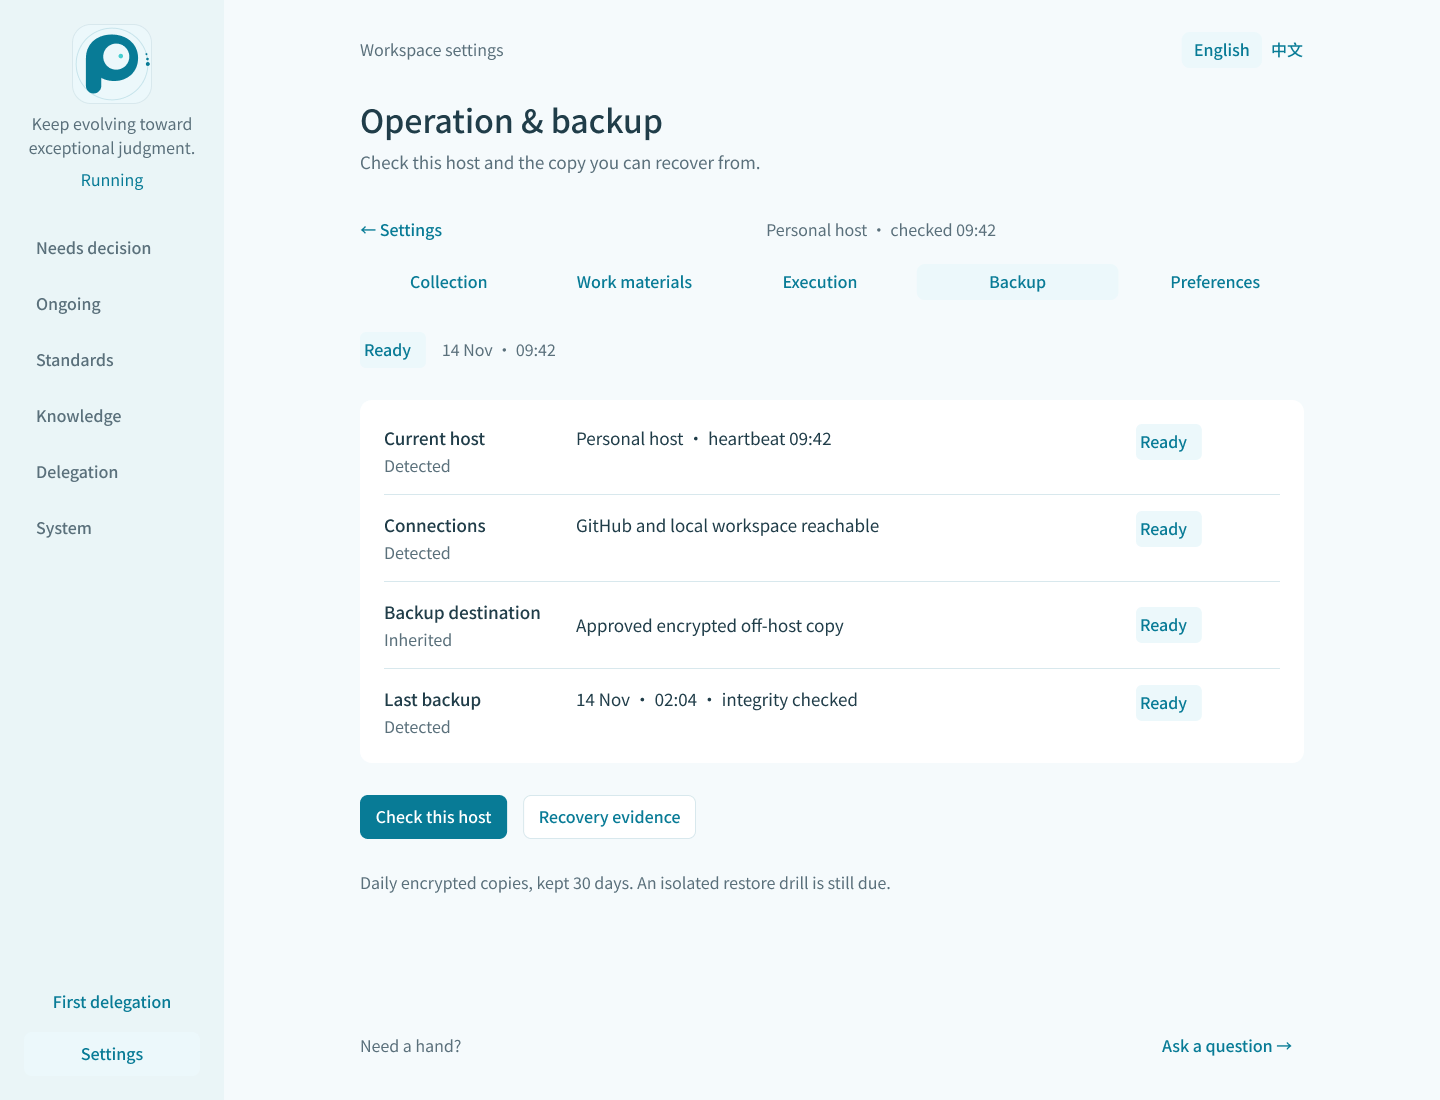 Keep evolving toward
exceptional judgment.
Running
Needs decision
Ongoing
Standards
Knowledge
Delegation
System
First delegation
Settings
Workspace settings
English 中文
Operation & backup
Check this host and the copy you can recover from.
← Settings
Personal host • checked 09:42
Collection Work materials Execution Backup Preferences
Ready 14 Nov • 09:42
Current host Personal host • heartbeat 09:42 Ready
Detected
Connections GitHub and local workspace reachable Ready
Detected
Backup destination Approved encrypted off-host copy Ready
Inherited
Last backup 14 Nov • 02:04 • integrity checked Ready
Detected
Check this host Recovery evidence
Daily encrypted copies, kept 30 days. An isolated restore drill is still due.
Need a hand? Ask a question →